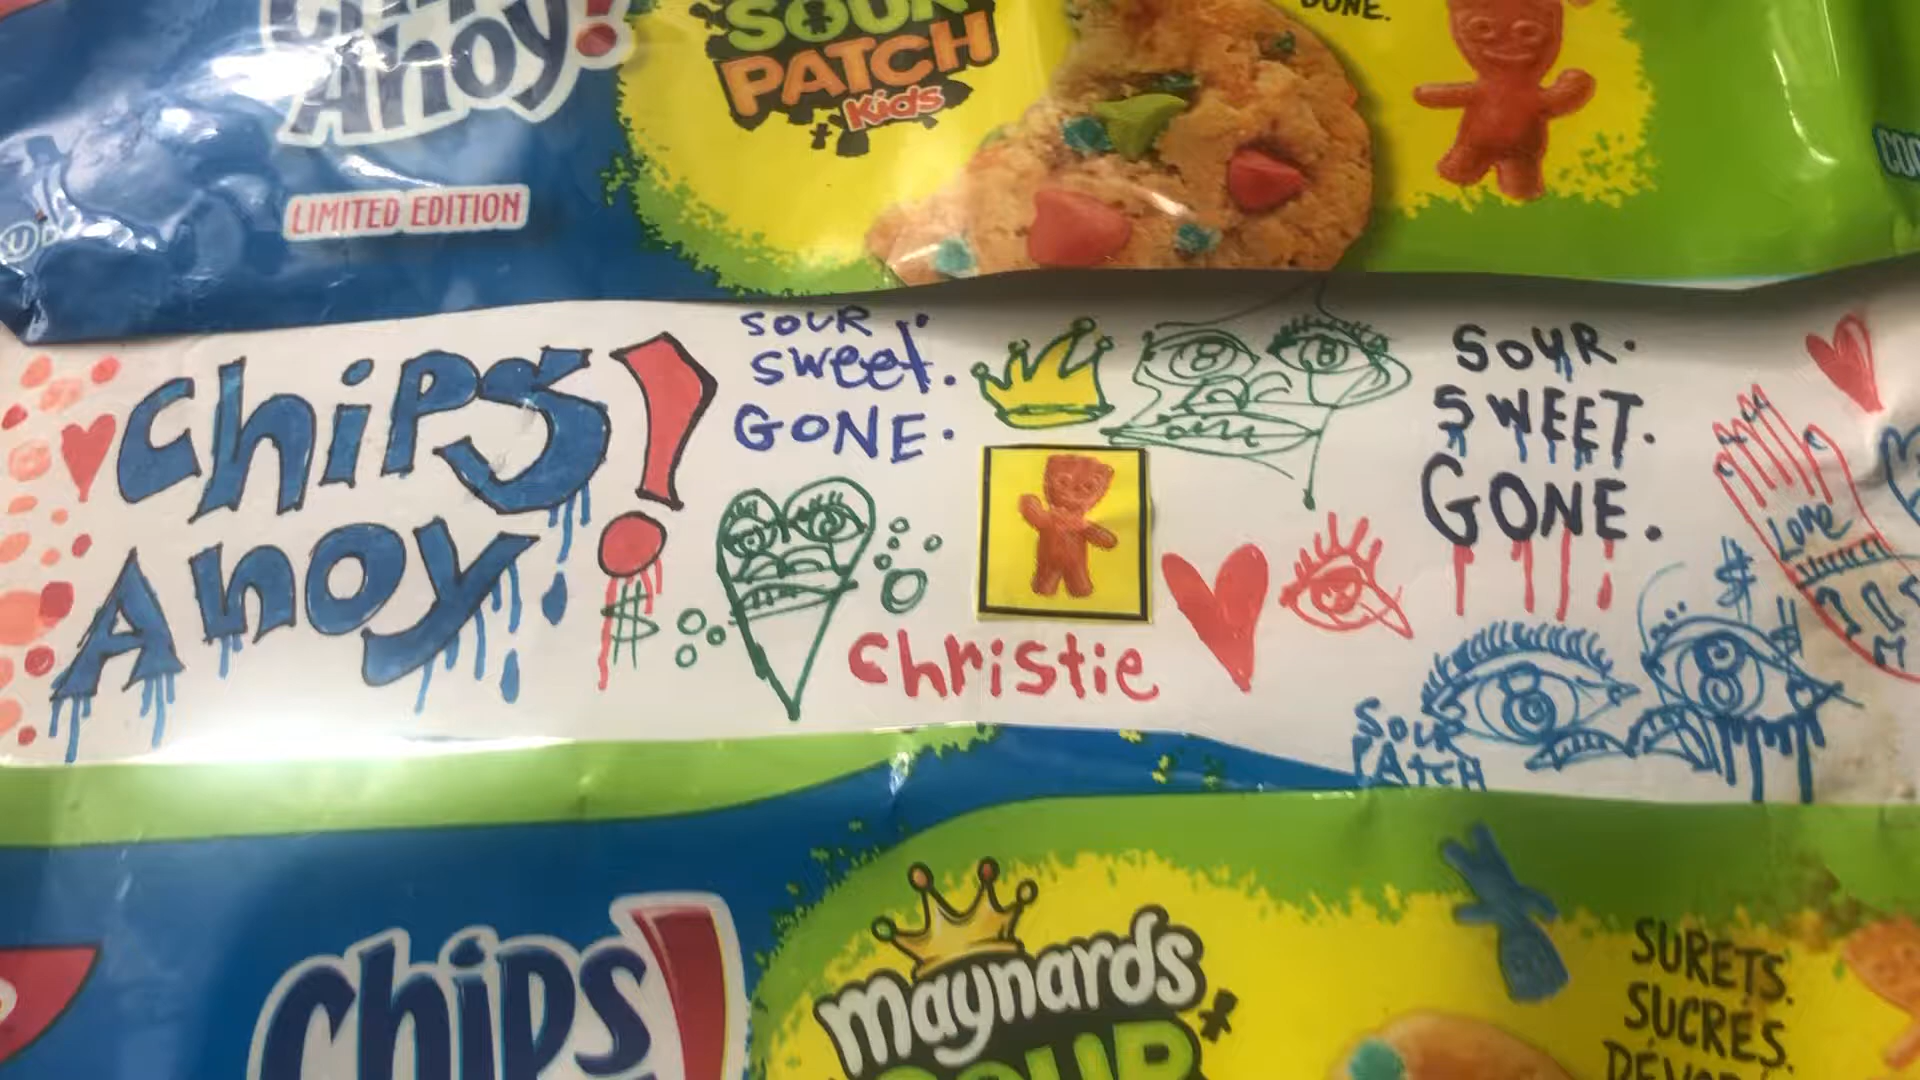 Ahoy!
SOUR
PATCH
Kids
LIMITED EDITION
GONE.
U D
Chips
Ahoy!
SOUR.
sweet.
GONE.
SOUR.
SWEET.
GONE.
Love
$
$
christie
SOUR
PATCH
Chips!
maynards
SOUR
SURETS.
SUCRÉS.